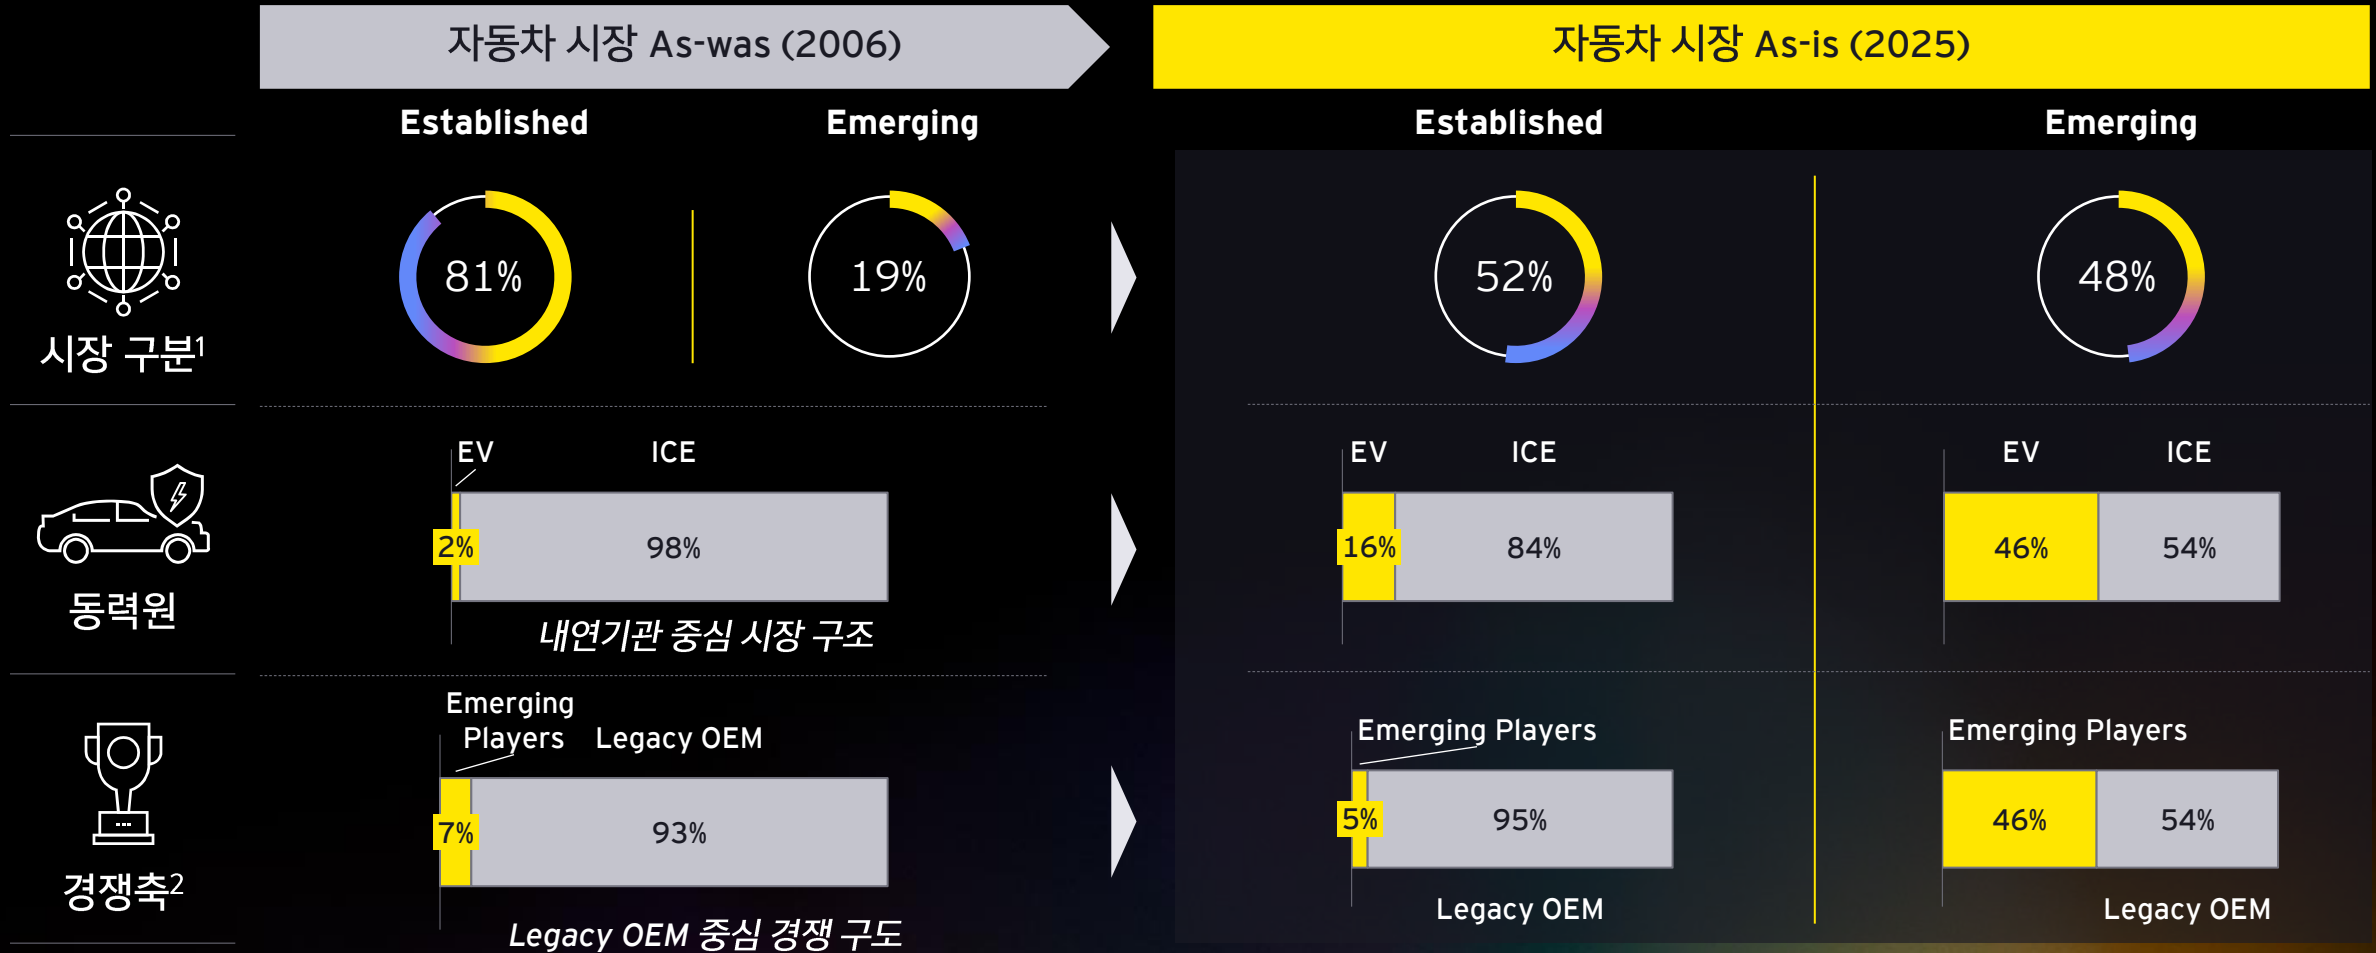 자동차 시장 As-was (2006)
자동차 시장 As-is (2025)
Established
Emerging
Established
Emerging
시장 구분1
81%
19%
52%
48%
동력원
EV
ICE
2%
98%
내연기관 중심 시장 구조
EV
ICE
16%
84%
EV
ICE
46%
54%
경쟁축2
Emerging
Players
Legacy OEM
7%
93%
Legacy OEM 중심 경쟁 구도
Emerging Players
5%
95%
Legacy OEM
Emerging Players
46%
54%
Legacy OEM